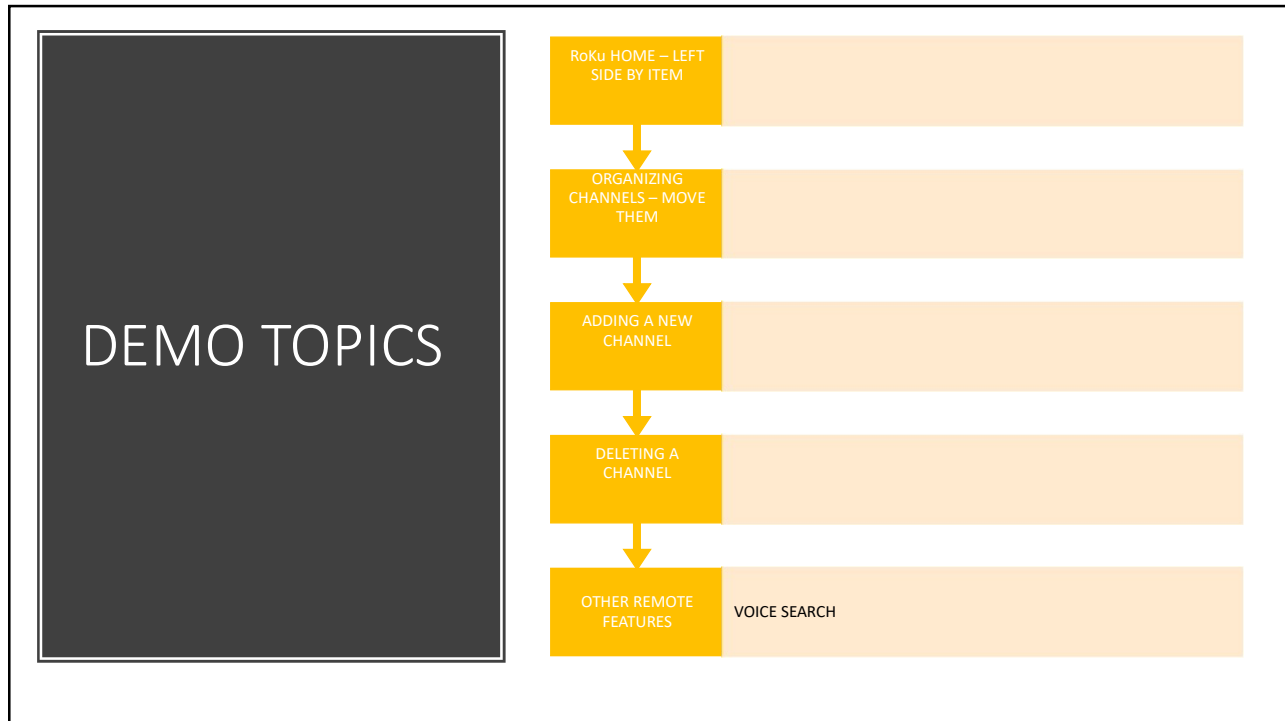 DEMO TOPICS
RoKu HOME – LEFT
SIDE BY ITEM
ORGANIZING
CHANNELS – MOVE
THEM
ADDING A NEW
CHANNEL
DELETING A
CHANNEL
OTHER REMOTE
FEATURES
VOICE SEARCH